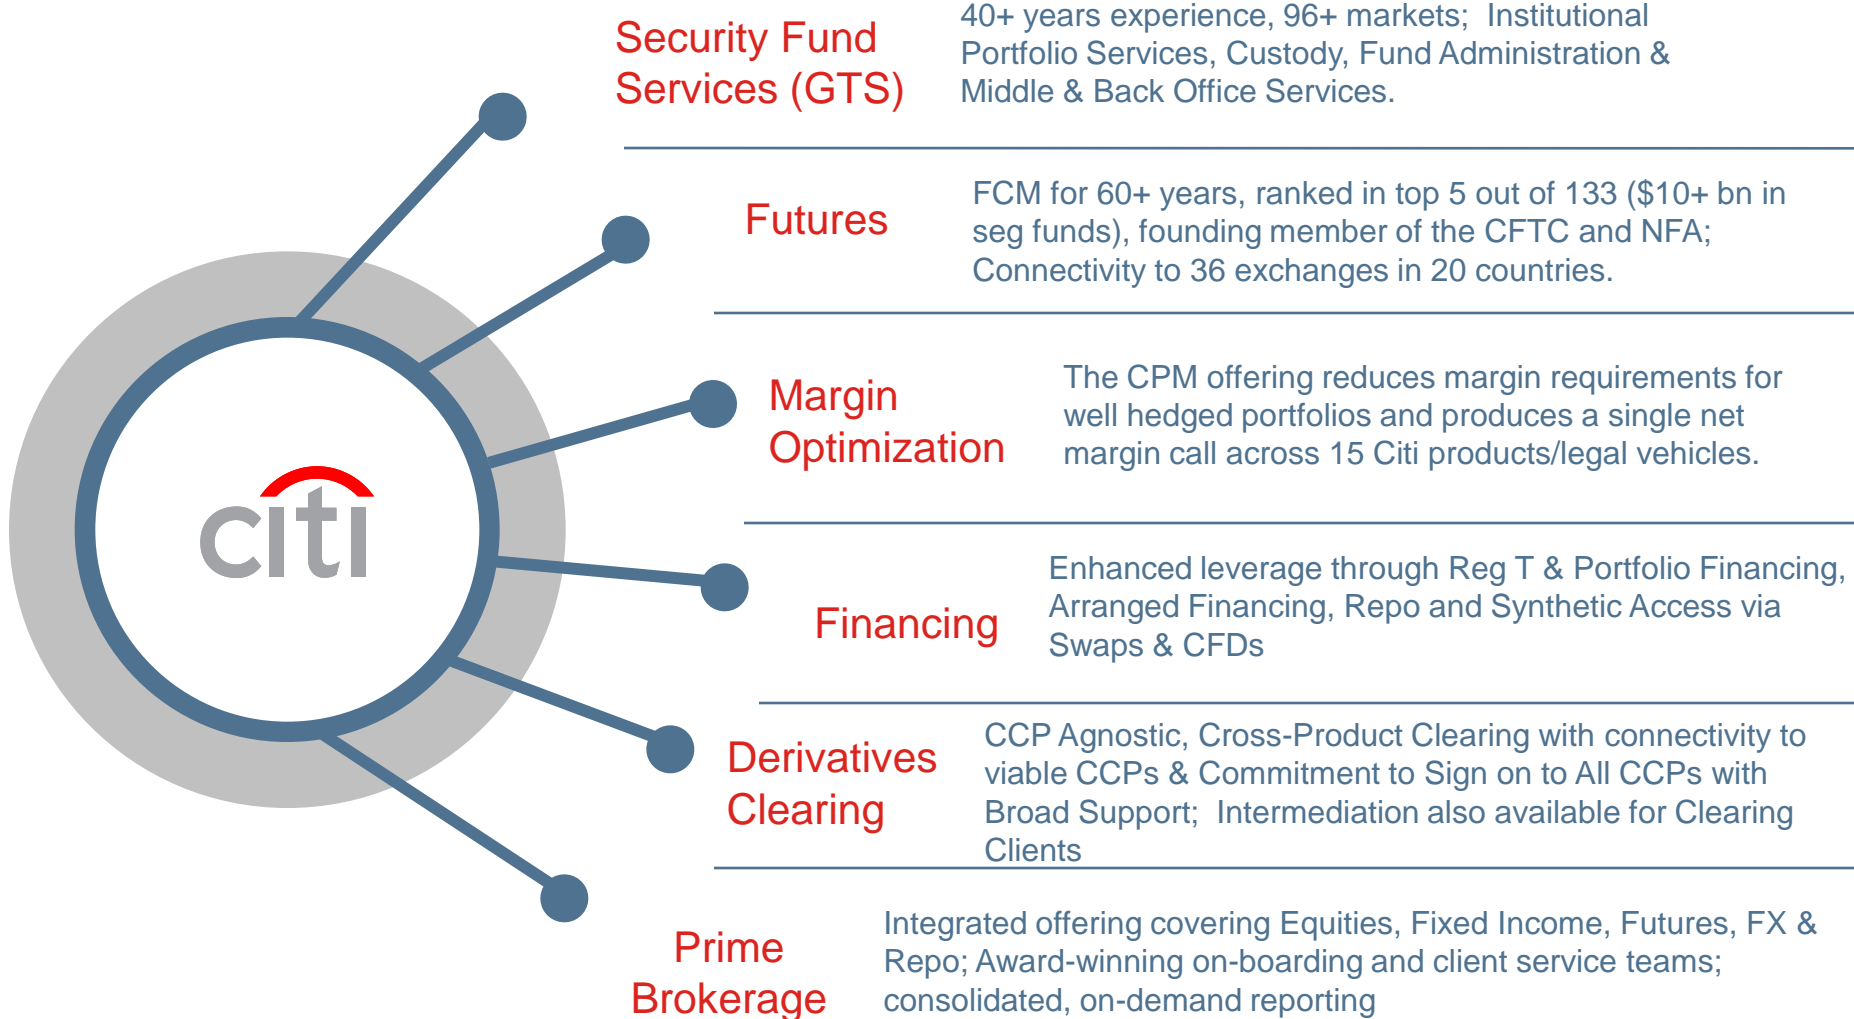 Security Fund
Services (GTS)
40+ years experience, 96+ markets;  Institutional
Portfolio Services, Custody, Fund Administration &
Middle & Back Office Services.
Futures
FCM for 60+ years, ranked in top 5 out of 133 ($10+ bn in
seg funds), founding member of the CFTC and NFA;
Connectivity to 36 exchanges in 20 countries.
Margin
Optimization
The CPM offering reduces margin requirements for
well hedged portfolios and produces a single net
margin call across 15 Citi products/legal vehicles.
citi
Financing
Enhanced leverage through Reg T & Portfolio Financing,
Arranged Financing, Repo and Synthetic Access via
Swaps & CFDs
Derivatives
Clearing
CCP Agnostic, Cross-Product Clearing with connectivity to
viable CCPs & Commitment to Sign on to All CCPs with
Broad Support;  Intermediation also available for Clearing
Clients
Prime
Brokerage
Integrated offering covering Equities, Fixed Income, Futures, FX &
Repo; Award-winning on-boarding and client service teams;
consolidated, on-demand reporting